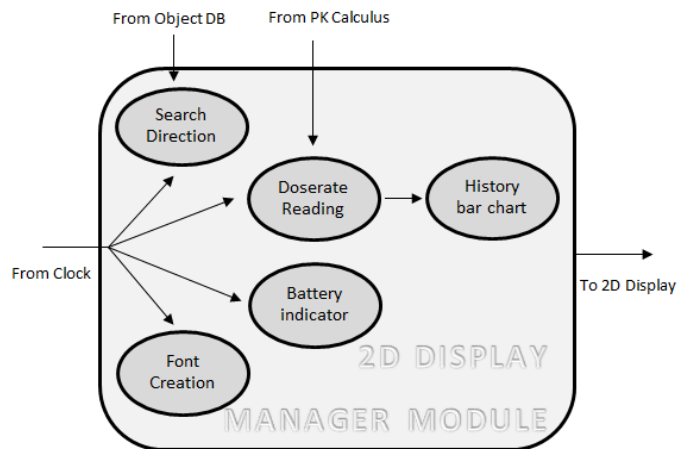 From Object DB
From PK Calculus
Search
Direction
Doserate
Reading
History
bar chart
From Clock
To 2D Display
Battery
indicator
Font
Creation
2D DISPLAY
MANAGER MODULE